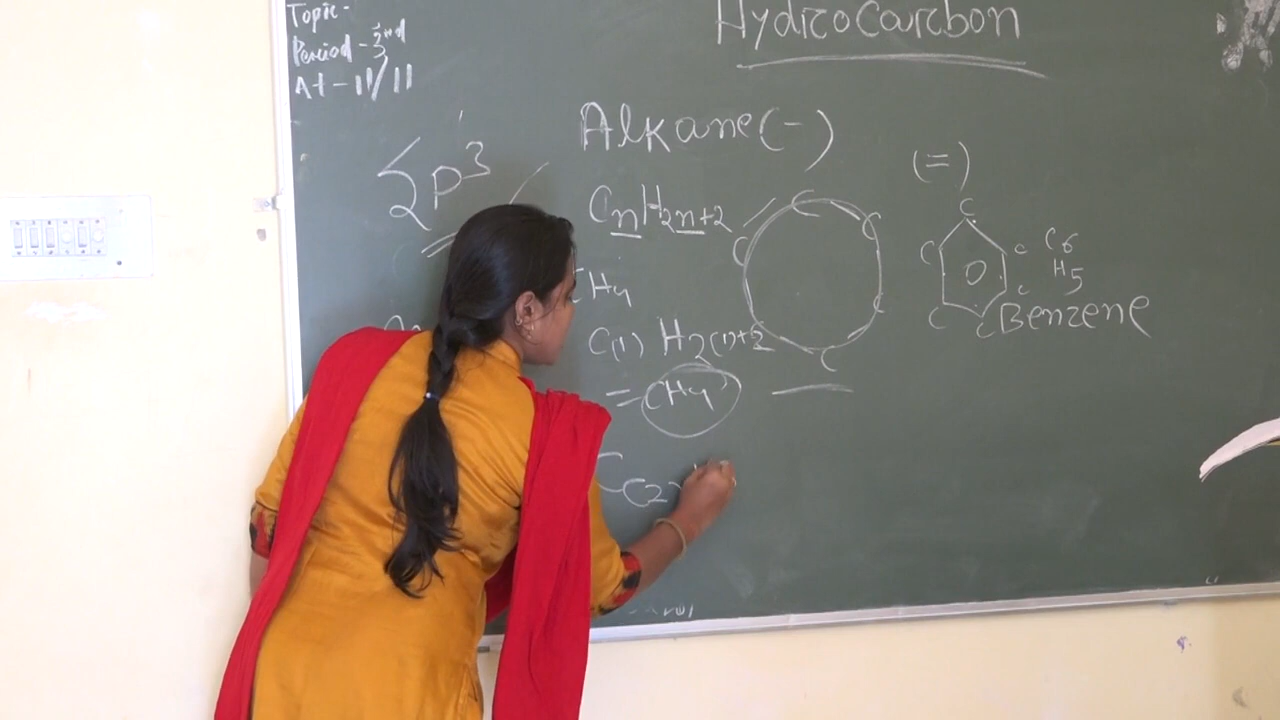 Topic-
Period - 3rd
At - 11/11
HydroCarbon
Alkane (-)
Sp3
CnH2n+2
CH4
C(1) H2(1)+2
= CH4
C(2)
(=)
C
C C
C C
C
C6
H5
Benzene
C
C C
C
C